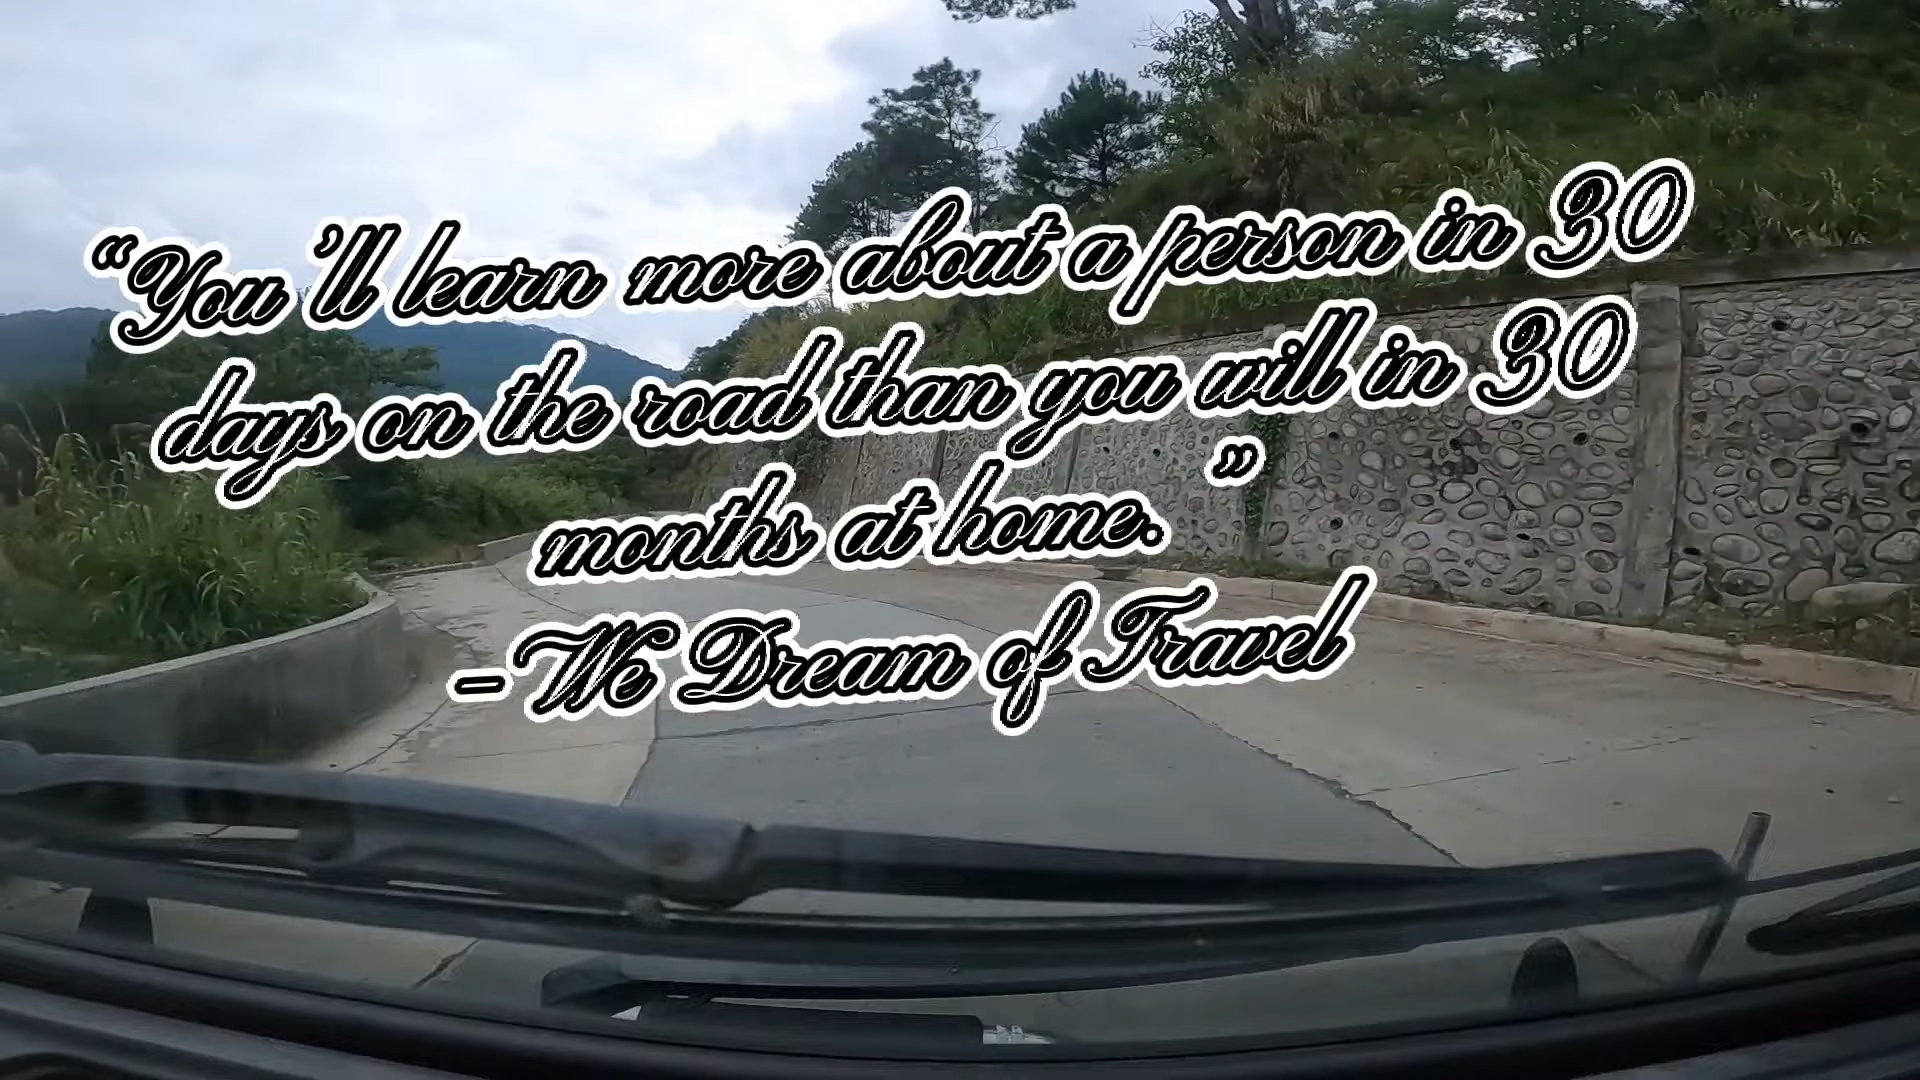 “You'll learn more about a person in 30
days on the road than you will in 30
months at home.”
-We Dream of Travel